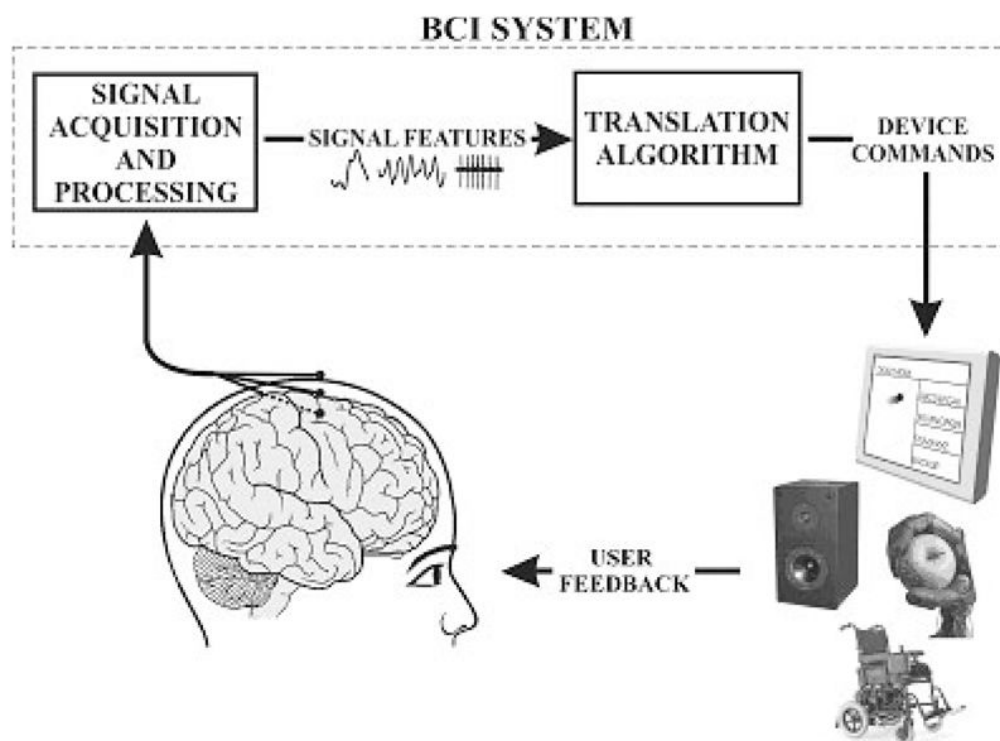 BCI SYSTEM
SIGNAL
ACQUISITION
AND
PROCESSING
SIGNAL FEATURES
TRANSLATION
ALGORITHM
DEVICE
COMMANDS
USER
FEEDBACK